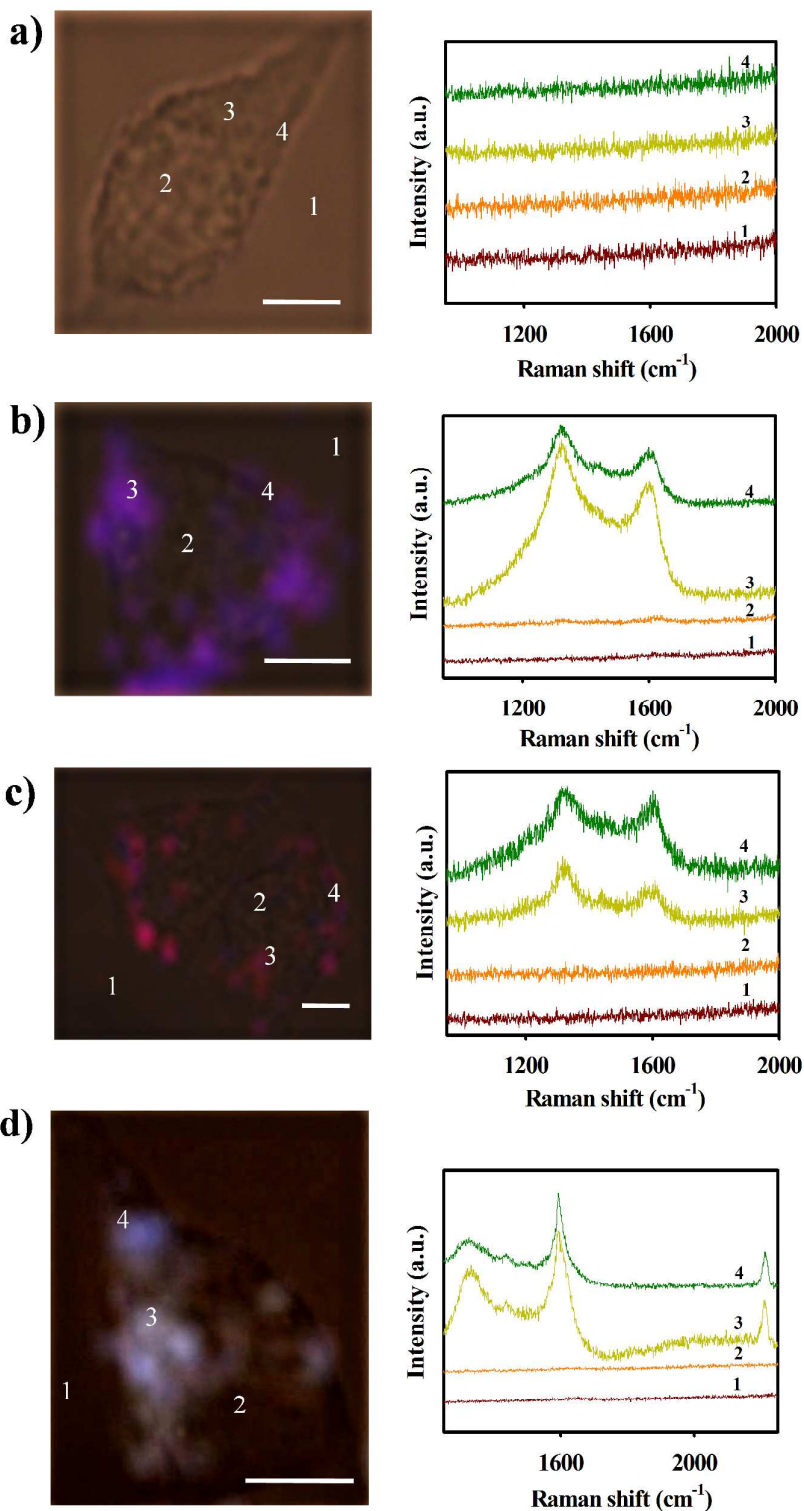 a)
3
4
2
1
Intensity (a.u.)
4
3
2
1
1200 1600 2000
Raman shift (cm-1)
b)
1
3
4
2
Intensity (a.u.)
4
3
2
1
1200 1600 2000
Raman shift (cm-1)
c)
2
4
3
1
Intensity (a.u.)
4
3
2
1
1200 1600 2000
Raman shift (cm-1)
d)
4
3
1
2
Intensity (a.u.)
4
3
2
1
1600 2000
Raman shift (cm-1)